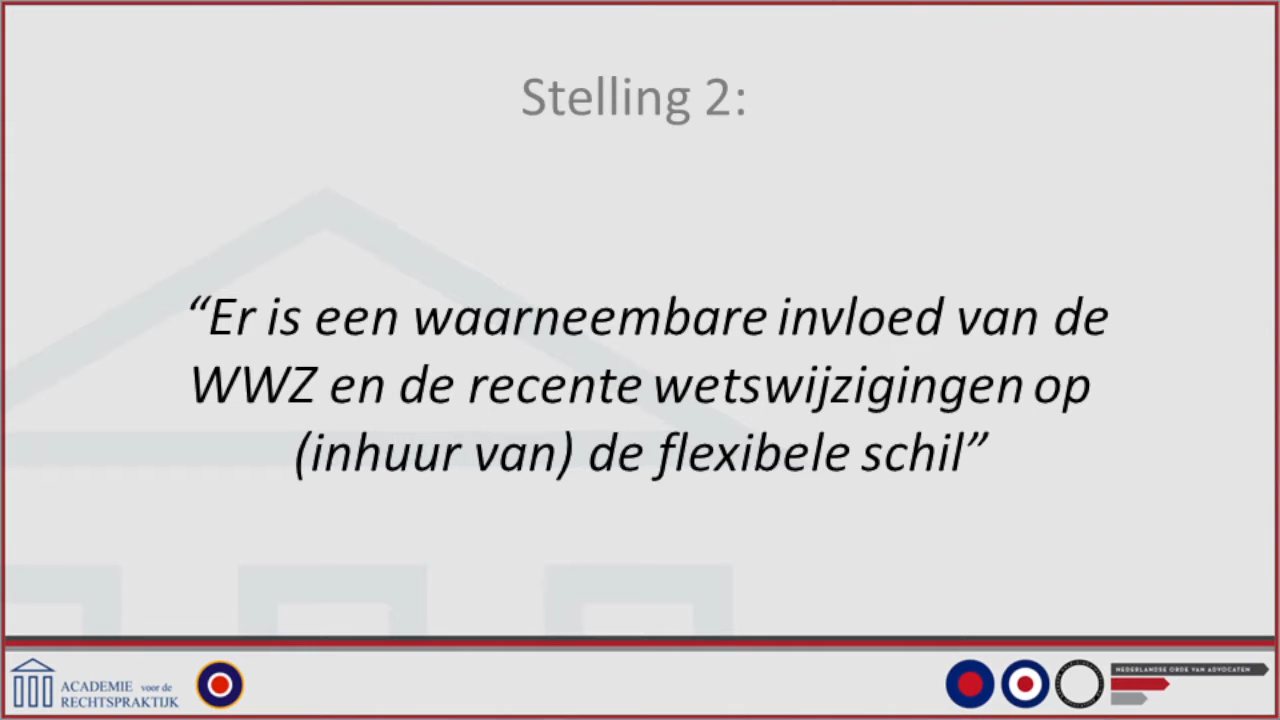 Stelling 2:
“Er is een waarneembare invloed van de
WWZ en de recente wetswijzigingen op
(inhuur van) de flexibele schil”
ACADEMIE voor de
RECHTSPRAKTIJK
NEDERLANDSE ORDE VAN ADVOCATEN